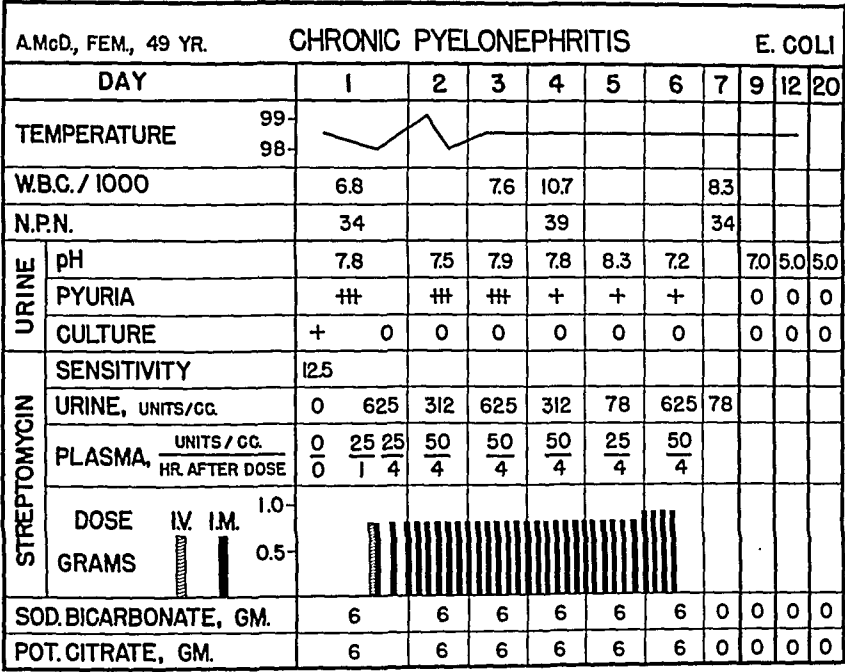 A.McD., FEM., 49 YR. CHRONIC PYELONEPHRITIS E. COLI
DAY 1 2 3 4 5 6 7 9 12 20
TEMPERATURE 99- 98-
W.B.C. / 1000 6.8 7.6 10.7 8.3
N.P.N. 34 39 34
URINE
pH 7.8 7.5 7.9 7.8 8.3 7.2 7.0 5.0 5.0
PYURIA +++ +++ +++ + + + 0 0 0
CULTURE + 0 0 0 0 0 0 0 0 0
STREPTOMYCIN
SENSITIVITY 12.5
URINE, UNITS/CC. 0 625 312 625 312 78 625 78
PLASMA, UNITS / CC. 0 25 25 50 50 50 25 50
HR. AFTER DOSE 0 1 4 4 4 4 4 4
DOSE I.V. I.M. 1.0-
GRAMS 0.5-
SOD. BICARBONATE, GM. 6 6 6 6 6 6 0 0 0 0
POT. CITRATE, GM. 6 6 6 6 6 6 0 0 0 0